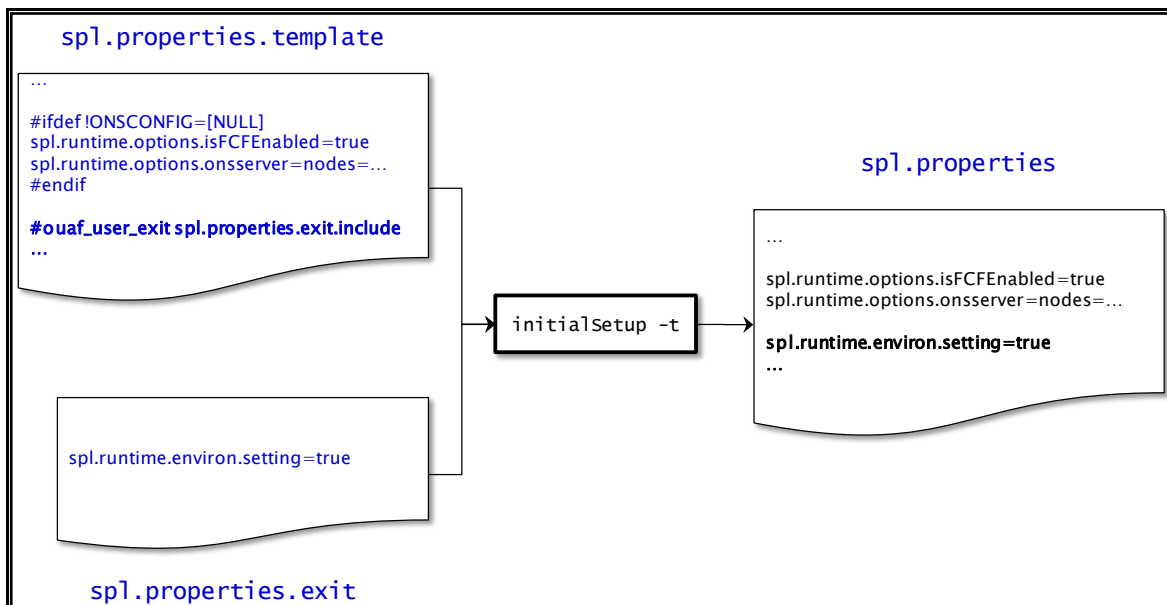 spl.properties.template
...
#ifdef !ONSCONFIG=[NULL]
spl.runtime.options.isFCFEnabled=true
spl.runtime.options.onsserver=nodes=...
#endif
#ouaf_user_exit spl.properties.exit.include
...
spl.runtime.environ.setting=true
spl.properties.exit
initialSetup -t
spl.properties
...
spl.runtime.options.isFCFEnabled=true
spl.runtime.options.onsserver=nodes=...
spl.runtime.environ.setting=true
...